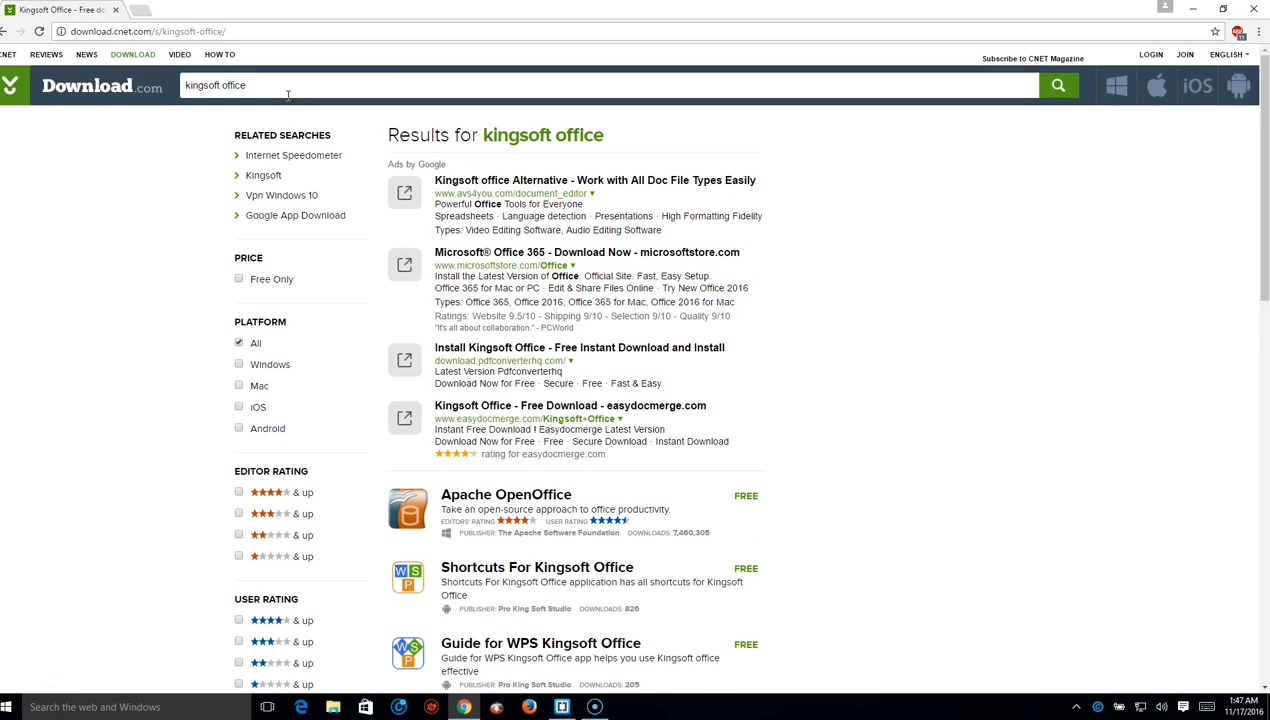 Kingsoft Office - Free do
download.cnet.com/s/kingsoft-office/
11
CNET REVIEWS NEWS DOWNLOAD VIDEO HOW TO
Subscribe to CNET Magazine
LOGIN JOIN ENGLISH
Download.com
kingsoft office
iOS
RELATED SEARCHES
Internet Speedometer
Kingsoft
Vpn Windows 10
Google App Download
PRICE
Free Only
PLATFORM
All
Windows
Mac
IOS
Android
EDITOR RATING
& up
& up
& up
& up
USER RATING
& up
& up
& up
& up
Results for kingsoft office
Ads by Google
Kingsoft office Alternative - Work with All Doc File Types Easily
www.avs4you.com/document_editor
Powerful Office Tools for Everyone
Spreadsheets · Language detection · Presentations · High Formatting Fidelity
Types: Video Editing Software, Audio Editing Software
Microsoft® Office 365 - Download Now - microsoftstore.com
www.microsoftstore.com/Office
Install the Latest Version of Office. Official Site. Fast, Easy Setup.
Office 365 for Mac or PC · Edit & Share Files Online · Try New Office 2016
Types: Office 365, Office 2016, Office 365 for Mac, Office 2016 for Mac
Ratings: Website 9.5/10 - Shipping 9/10 - Selection 9/10 - Quality 9/10
"It's all about collaboration." - PCWorld
Install Kingsoft Office - Free Instant Download and Install
download.pdfconverterhq.com/
Latest Version Pdfconverterhq
Download Now for Free · Secure · Free · Fast & Easy
Kingsoft Office - Free Download - easydocmerge.com
www.easydocmerge.com/Kingsoft+Office
Instant Free Download ! Easydocmerge Latest Version
Download Now for Free · Free · Secure Download · Instant Download
rating for easydocmerge.com
Apache OpenOffice FREE
Take an open-source approach to office productivity.
EDITORS' RATING USER RATING
PUBLISHER: The Apache Software Foundation DOWNLOADS: 7,460,305
Shortcuts For Kingsoft Office FREE
Shortcuts For Kingsoft Office application has all shortcuts for Kingsoft
Office
PUBLISHER: Pro King Soft Studio DOWNLOADS: 826
W S P
Guide for WPS Kingsoft Office FREE
Guide for WPS Kingsoft Office app helps you use Kingsoft office
effective
PUBLISHER: Pro King Soft Studio DOWNLOADS: 205
W S P
Search the web and Windows
1:47 AM
11/17/2016